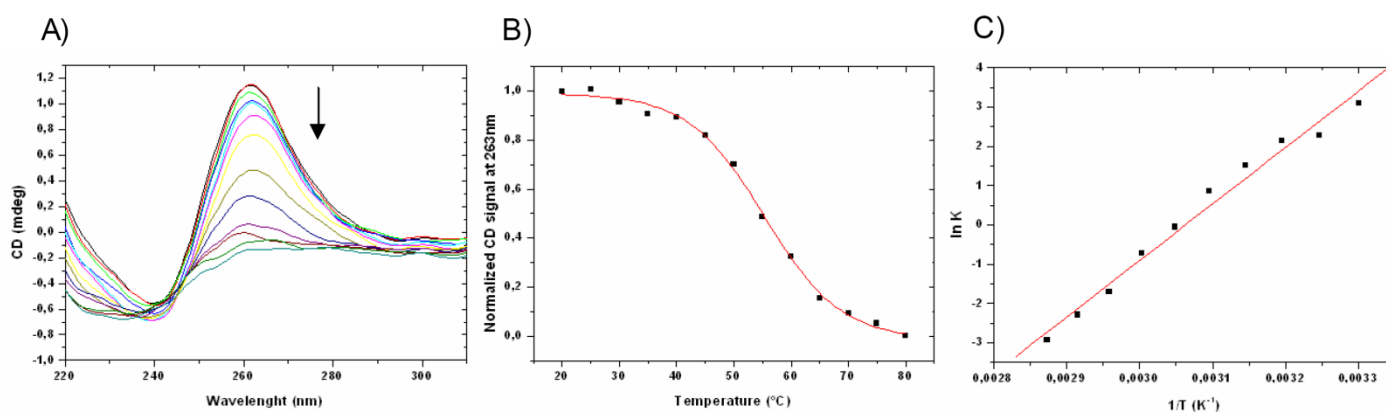 A)
1,2
1,0
0,8
0,6
0,4
0,2
0,0
-0,2
-0,4
-0,6
-0,8
-1,0
CD (mdeg)
220 240 260 280 300
Wavelenght (nm)
B)
1,0
0,8
0,6
0,4
0,2
0,0
Normalized CD signal at 263nm
20 30 40 50 60 70 80
Temperature (°C)
C)
4
3
2
1
0
-1
-2
-3
ln K
0,0028 0,0029 0,0030 0,0031 0,0032 0,0033
1/T (K⁻¹)